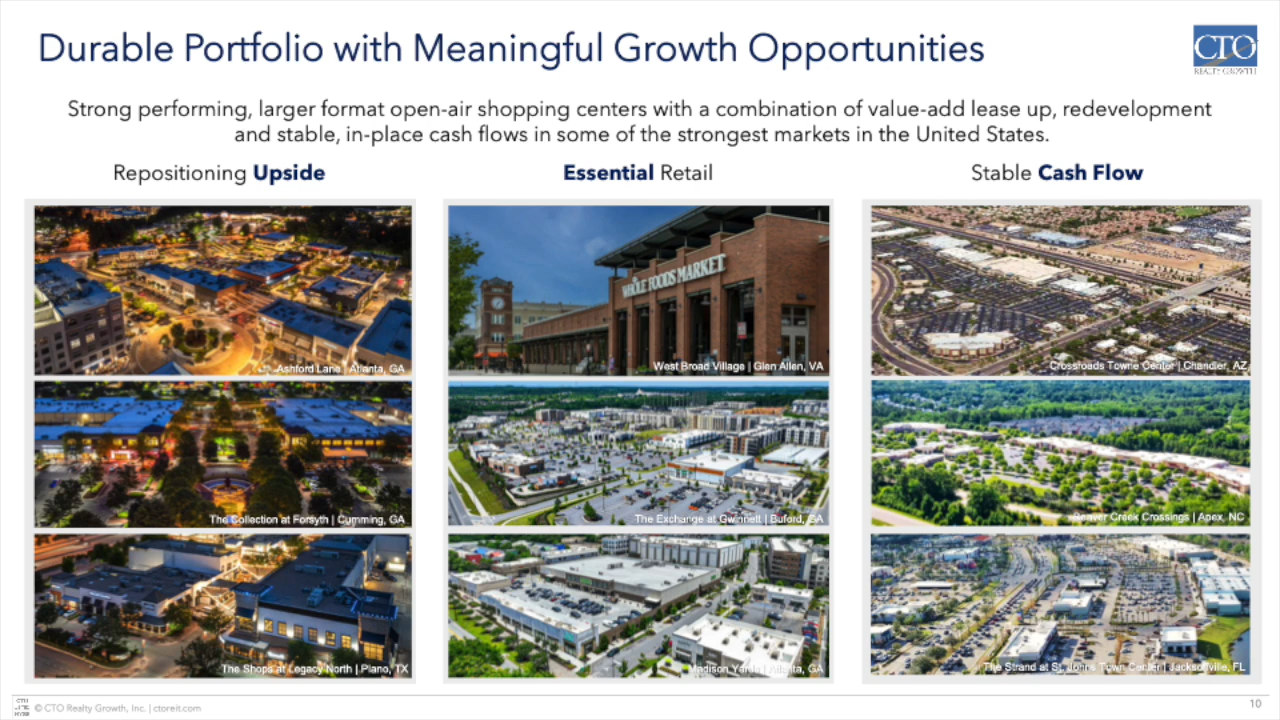 Durable Portfolio with Meaningful Growth Opportunities
CTO
REALTY GROWTH
Strong performing, larger format open-air shopping centers with a combination of value-add lease up, redevelopment
and stable, in-place cash flows in some of the strongest markets in the United States.
Repositioning Upside
Essential Retail
Stable Cash Flow
Ashford Lane | Atlanta, GA
The Collection at Forsyth | Cumming, GA
The Shops at Legacy North | Plano, TX
WHOLE FOODS MARKET
West Broad Village | Glen Allen, VA
The Exchange at Gwinnett | Buford, GA
Madison Yards | Atlanta, GA
Crossroads Towne Center | Chandler, AZ
Beaver Creek Crossings | Apex, NC
The Strand at St. Johns Town Center | Jacksonville, FL
CTO
NYSE
© CTO Realty Growth, Inc. | ctoreit.com
10